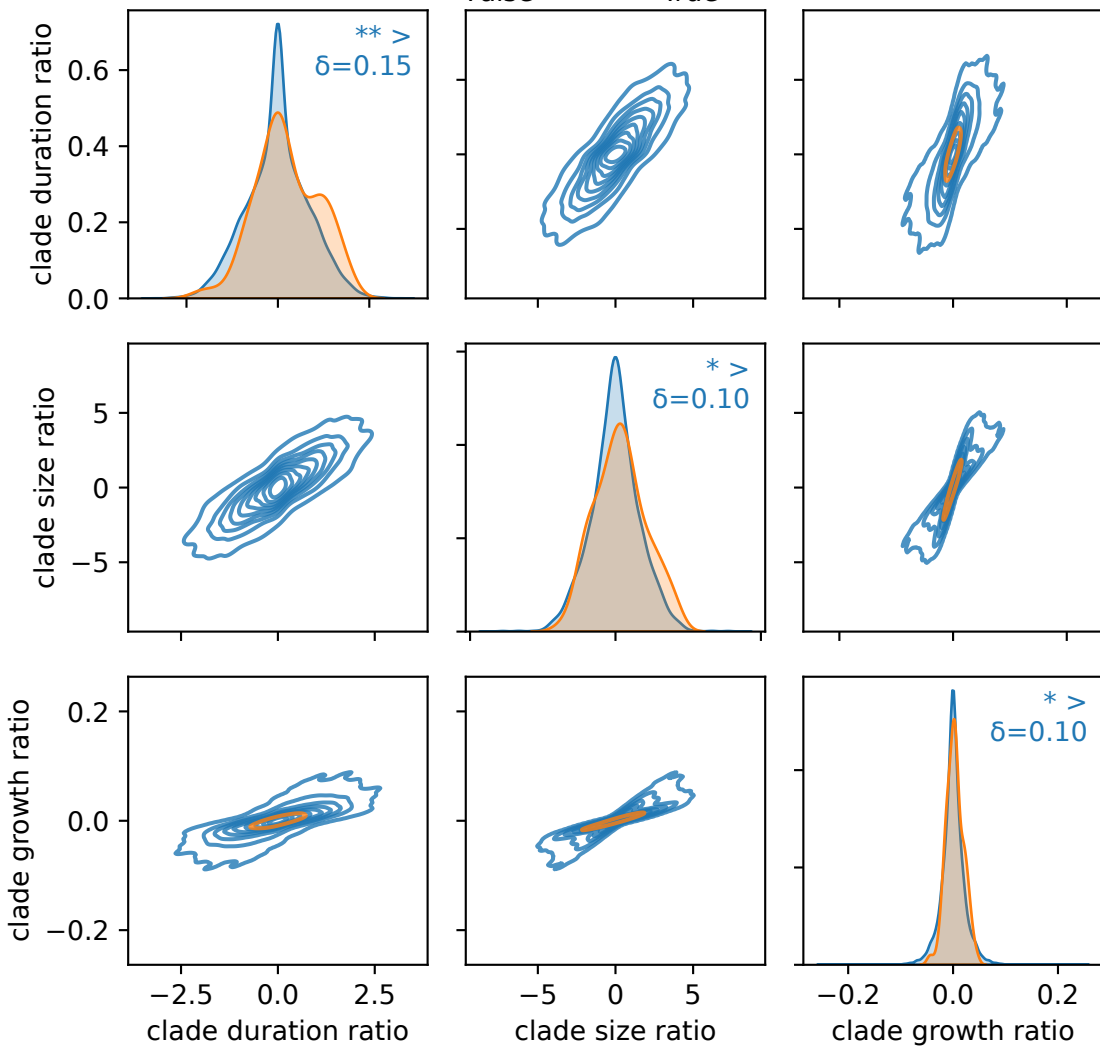 clade duration ratio
0.6
0.4
0.2
0.0
** >
δ=0.15
clade size ratio
5
0
−5
* >
δ=0.10
clade growth ratio
0.2
0.0
−0.2
* >
δ=0.10
−2.5 0.0 2.5
−5 0 5
−0.2 0.0 0.2
clade duration ratio
clade size ratio
clade growth ratio